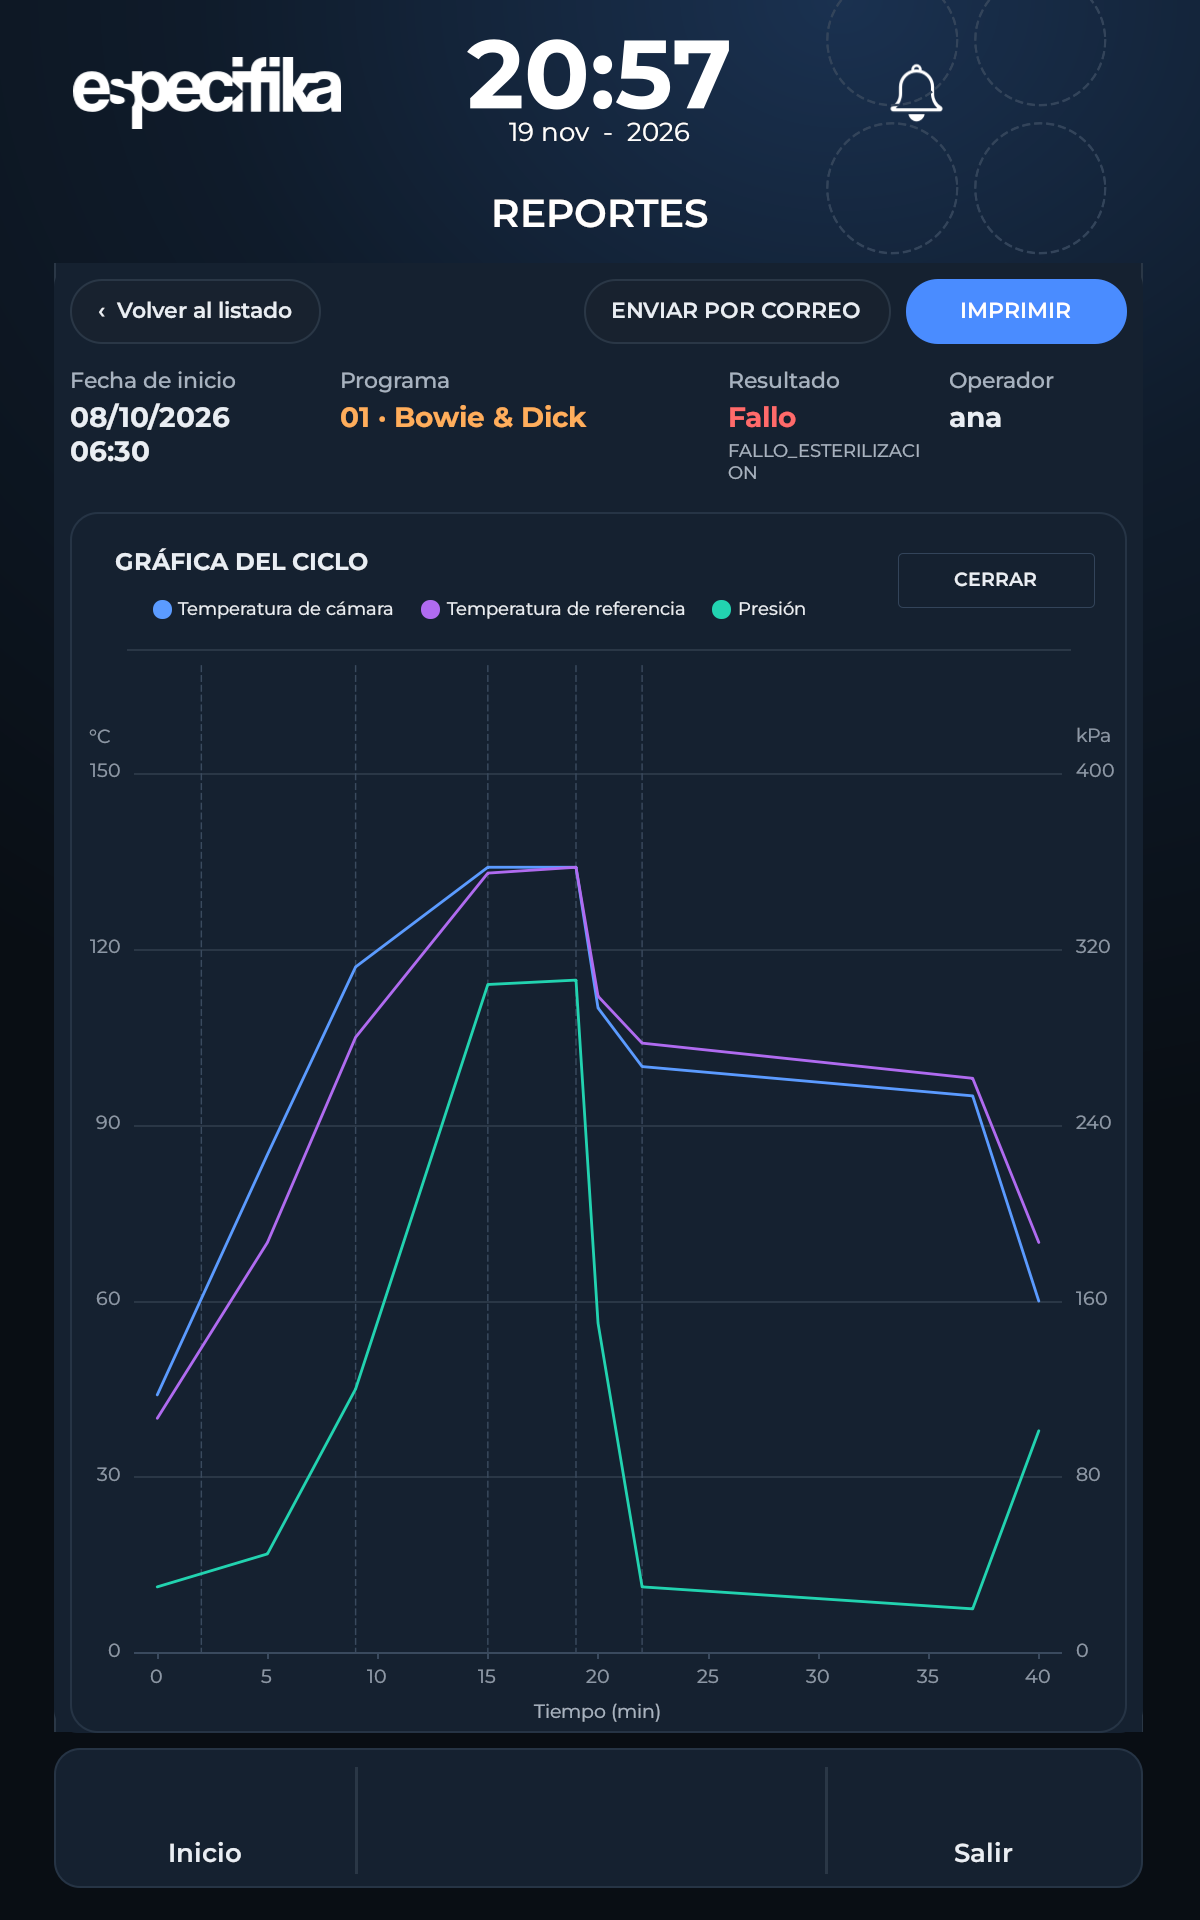 especifika
20:57
19 nov - 2026
REPORTES
‹ Volver al listado
ENVIAR POR CORREO
IMPRIMIR
Fecha de inicio
08/10/2026
06:30
Programa
01 · Bowie & Dick
Resultado
Fallo
FALLO_ESTERILIZACI
ON
Operador
ana
GRÁFICA DEL CICLO
CERRAR
Temperatura de cámara
Temperatura de referencia
Presión
°C
kPa
150
400
120
320
90
240
60
160
30
80
0
0
0 5 10 15 20 25 30 35 40
Tiempo (min)
Inicio
Salir